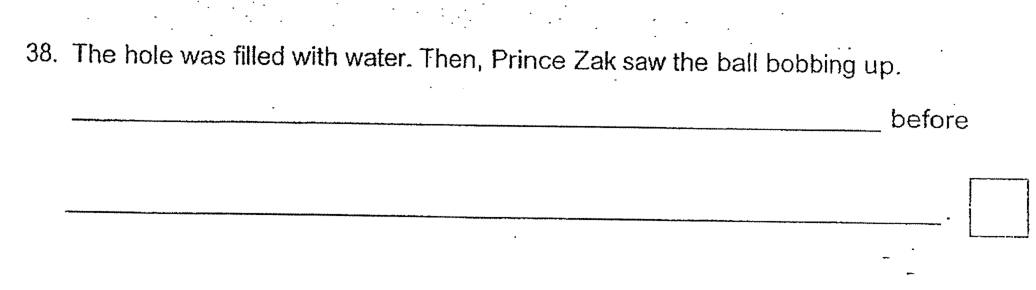 38. The hole was filled with water. Then, Prince Zak saw the ball bobbing up.
before
.